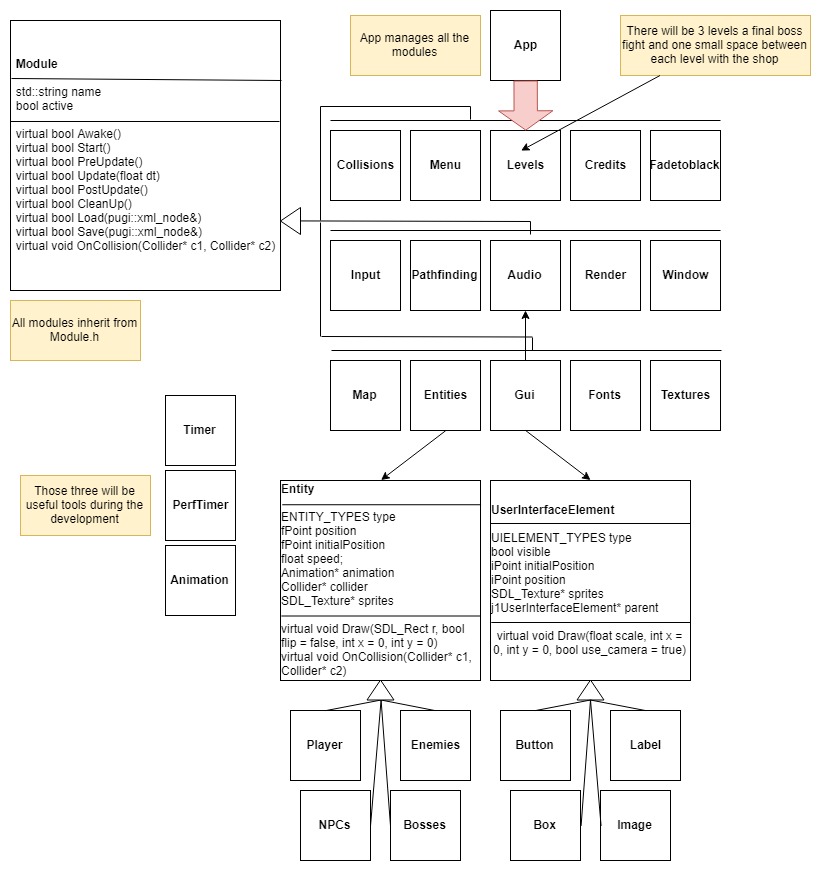 App manages all the
modules
App
There will be 3 levels a final boss
fight and one small space between
each level with the shop
Module
std::string name
bool active
virtual bool Awake()
virtual bool Start()
virtual bool PreUpdate()
virtual bool Update(float dt)
virtual bool PostUpdate()
virtual bool CleanUp()
virtual bool Load(pugi::xml_node&)
virtual bool Save(pugi::xml_node&)
virtual void OnCollision(Collider* c1, Collider* c2)
All modules inherit from
Module.h
Collisions
Menu
Levels
Credits
Fadetoblack
Input
Pathfinding
Audio
Render
Window
Map
Entities
Gui
Fonts
Textures
Timer
PerfTimer
Animation
Those three will be
useful tools during the
development
Entity
ENTITY_TYPES type
fPoint position
fPoint initialPosition
float speed;
Animation* animation
Collider* collider
SDL_Texture* sprites
virtual void Draw(SDL_Rect r, bool
flip = false, int x = 0, int y = 0)
virtual void OnCollision(Collider* c1,
Collider* c2)
UserInterfaceElement
UIELEMENT_TYPES type
bool visible
iPoint initialPosition
iPoint position
SDL_Texture* sprites
j1UserInterfaceElement* parent
virtual void Draw(float scale, int x =
0, int y = 0, bool use_camera = true)
Player
Enemies
NPCs
Bosses
Button
Label
Box
Image